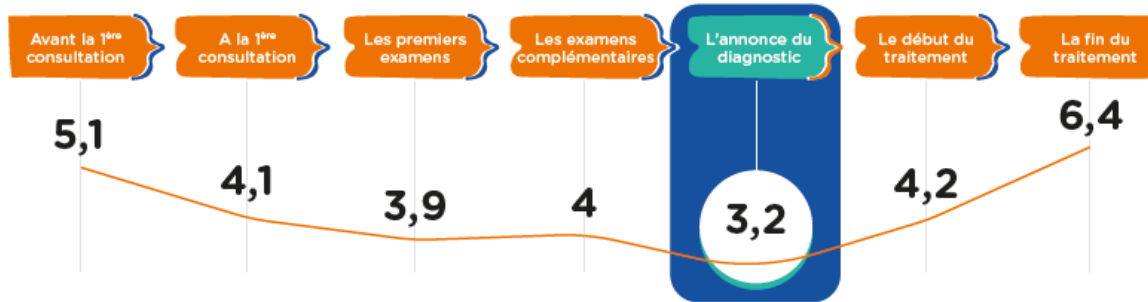 Avant la 1ère
consultation
A la 1ère
consultation
Les premiers
examens
Les examens
complémentaires
L'annonce du
diagnostic
Le début du
traitement
La fin du
traitement
5,1
4,1
3,9
4
3,2
4,2
6,4